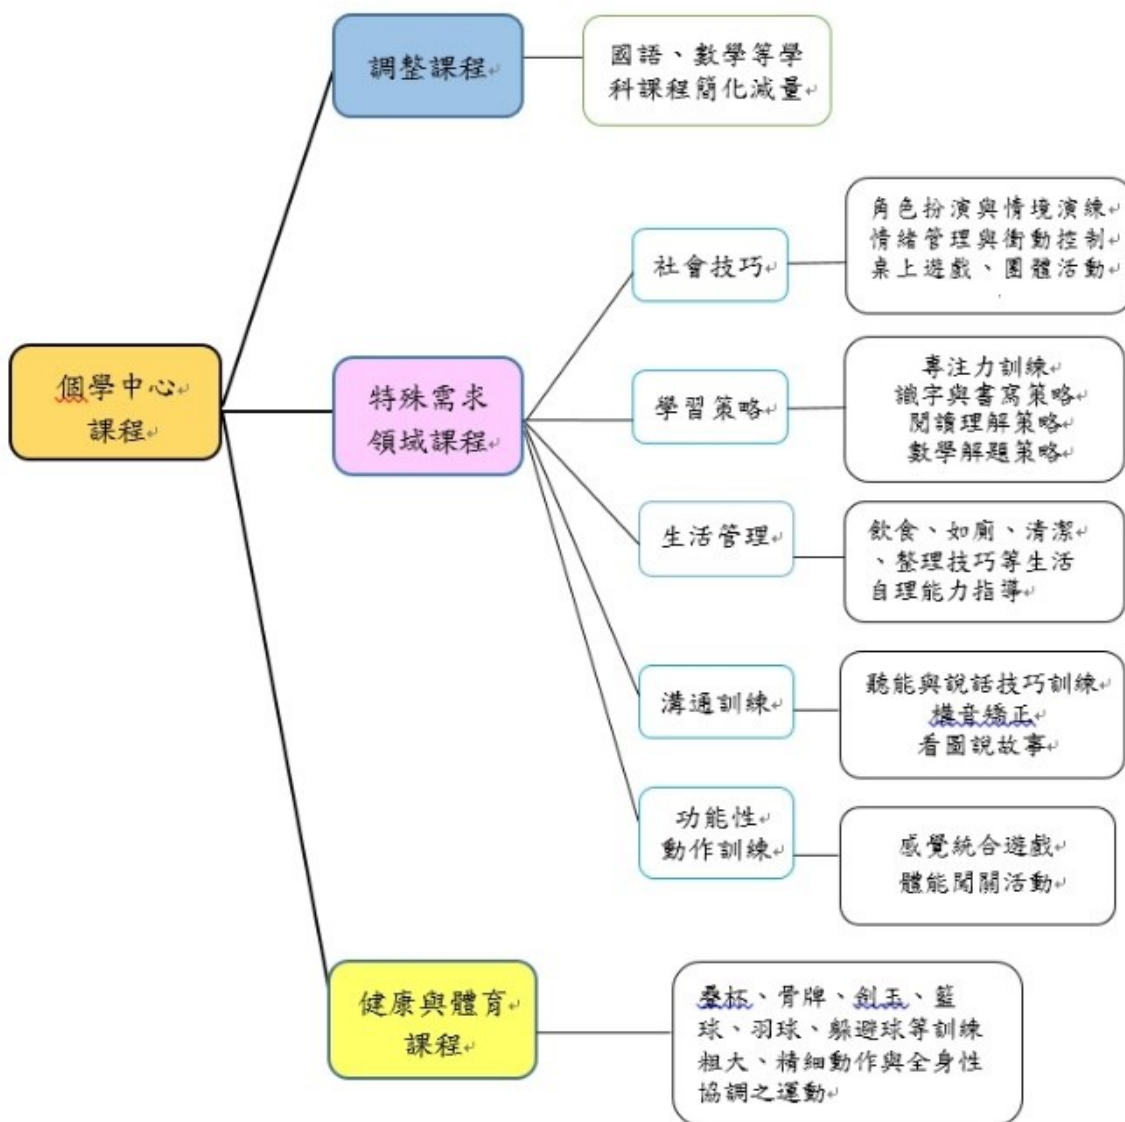 調整課程
國語、數學等學
科課程簡化減量
角色扮演與情境演練
情緒管理與衝動控制
桌上遊戲、團體活動
社會技巧
個學中心
課程
特殊需求
領域課程
學習策略
專注力訓練
識字與書寫策略
閱讀理解策略
數學解題策略
生活管理
飲食、如廁、清潔
、整理技巧等生活
自理能力指導
溝通訓練
聽能與說話技巧訓練
構音矯正
看圖說故事
功能性
動作訓練
感覺統合遊戲
體能闖關活動
健康與體育
課程
疊杯、骨牌、劍玉、籃
球、羽球、躲避球等訓練
粗大、精細動作與全身性
協調之運動